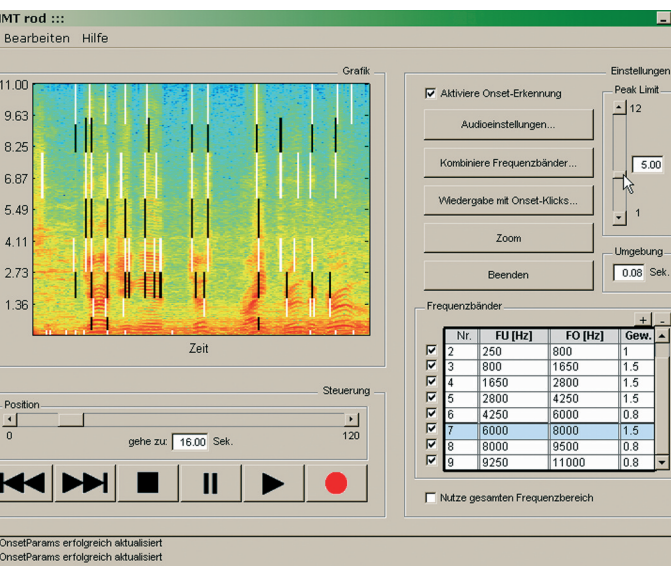 IMT rod :::
Bearbeiten Hilfe
Grafik
11.00
9.63
8.25
6.87
5.49
4.11
2.73
1.36
Zeit
Steuerung
Position
0
gehe zu: 16.00 Sek.
120
Einstellungen
Aktiviere Onset-Erkennung
Audioeinstellungen...
Kombiniere Frequenzbänder...
Wiedergabe mit Onset-Klicks...
Zoom
Beenden
Peak Limit
12
5.00
1
Umgebung
0.08 Sek.
Frequenzbänder
+ -
Nr. FU [Hz] FO [Hz] Gew.
2 250 800 1
3 800 1650 1.5
4 1650 2800 1.5
5 2800 4250 1.5
6 4250 6000 0.8
7 6000 8000 1.5
8 8000 9500 0.8
9 9250 11000 0.8
Nutze gesamten Frequenzbereich
OnsetParams erfolgreich aktualisiert
OnsetParams erfolgreich aktualisiert